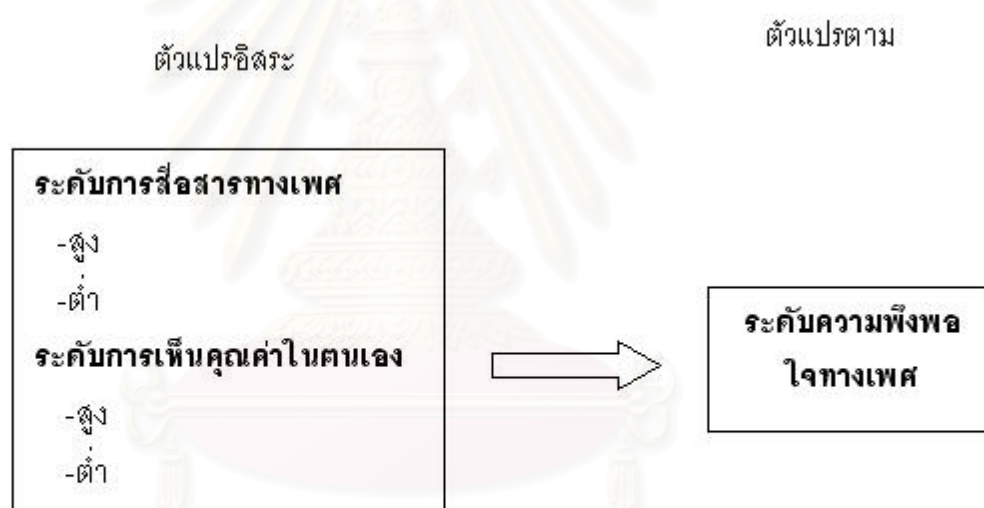 ตัวแปรอิสระ
ตัวแปรตาม
ระดับการสื่อสารทางเพศ
-สูง
-ต่ำ
ระดับการเห็นคุณค่าในตนเอง
-สูง
-ต่ำ
ระดับความพึงพอ
ใจทางเพศ